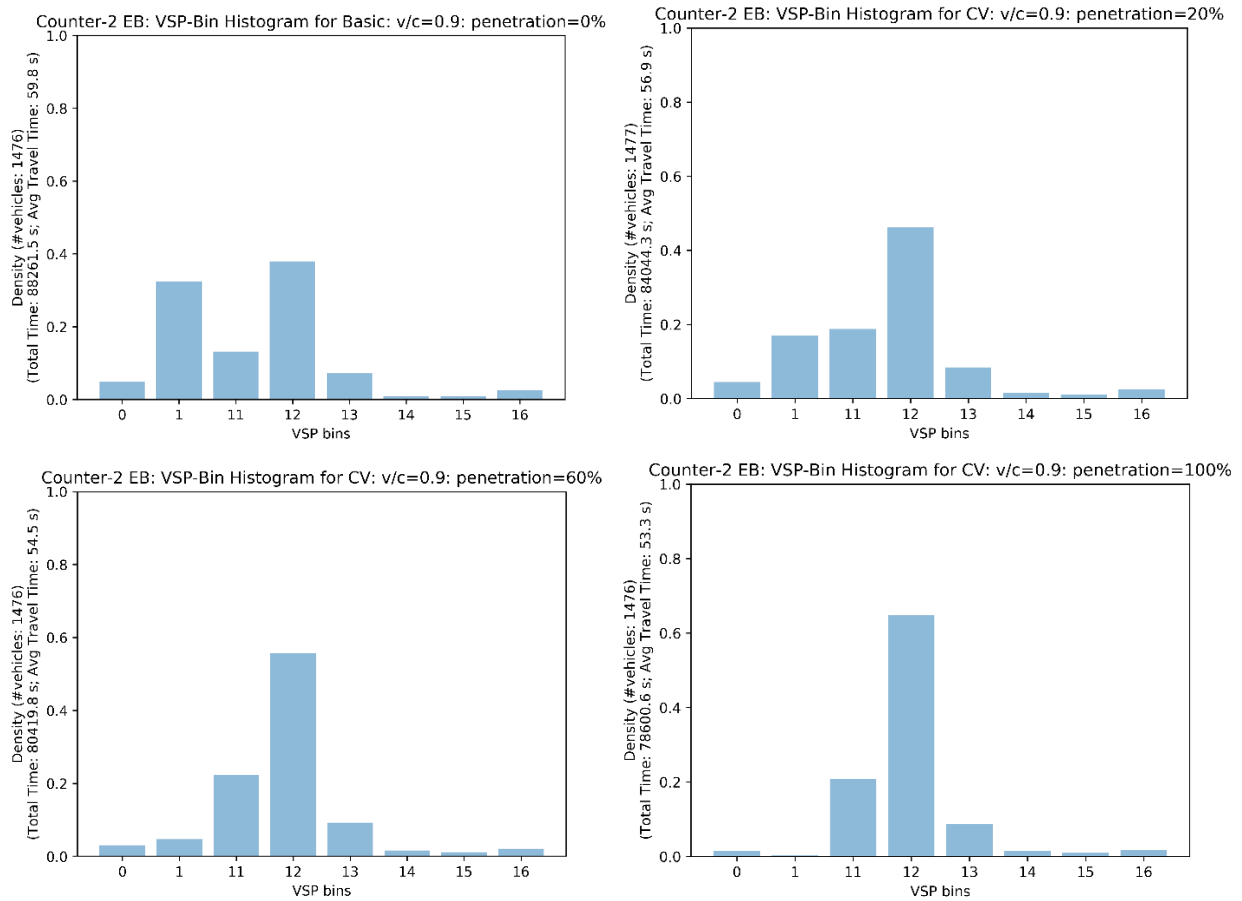 Counter-2 EB: VSP-Bin Histogram for Basic: v/c=0.9: penetration=0%
Density (#vehicles: 1476)
(Total Time: 88261.5 s; Avg Travel Time: 59.8 s)
1.0
0.8
0.6
0.4
0.2
0.0
0 1 11 12 13 14 15 16
VSP bins
Counter-2 EB: VSP-Bin Histogram for CV: v/c=0.9: penetration=20%
Density (#vehicles: 1477)
(Total Time: 84044.3 s; Avg Travel Time: 56.9 s)
1.0
0.8
0.6
0.4
0.2
0.0
0 1 11 12 13 14 15 16
VSP bins
Counter-2 EB: VSP-Bin Histogram for CV: v/c=0.9: penetration=60%
Density (#vehicles: 1476)
(Total Time: 80419.8 s; Avg Travel Time: 54.5 s)
1.0
0.8
0.6
0.4
0.2
0.0
0 1 11 12 13 14 15 16
VSP bins
Counter-2 EB: VSP-Bin Histogram for CV: v/c=0.9: penetration=100%
Density (#vehicles: 1476)
(Total Time: 78600.6 s; Avg Travel Time: 53.3 s)
1.0
0.8
0.6
0.4
0.2
0.0
0 1 11 12 13 14 15 16
VSP bins